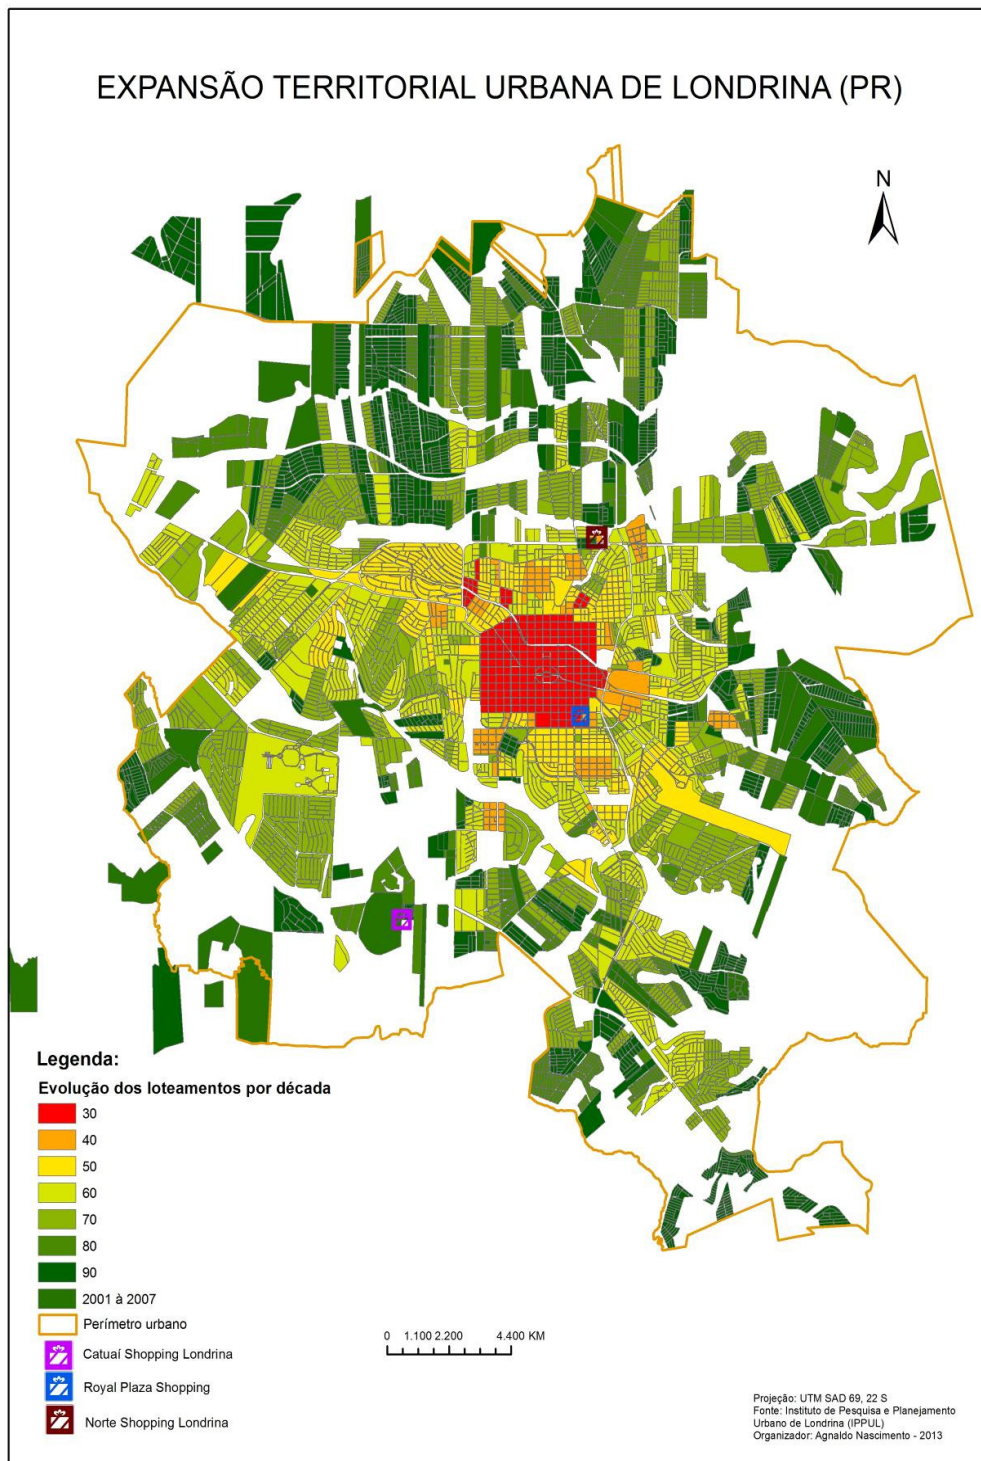 EXPANSÃO TERRITORIAL URBANA DE LONDRINA (PR)
N
Legenda:
Evolução dos loteamentos por década
30
40
50
60
70
80
90
2001 à 2007
Perímetro urbano
Catuaí Shopping Londrina
Royal Plaza Shopping
Norte Shopping Londrina
0 1.100 2.200 4.400 KM
Projeção: UTM SAD 69, 22 S
Fonte: Instituto de Pesquisa e Planejamento
Urbano de Londrina (IPPUL)
Organizador: Agnaldo Nascimento - 2013